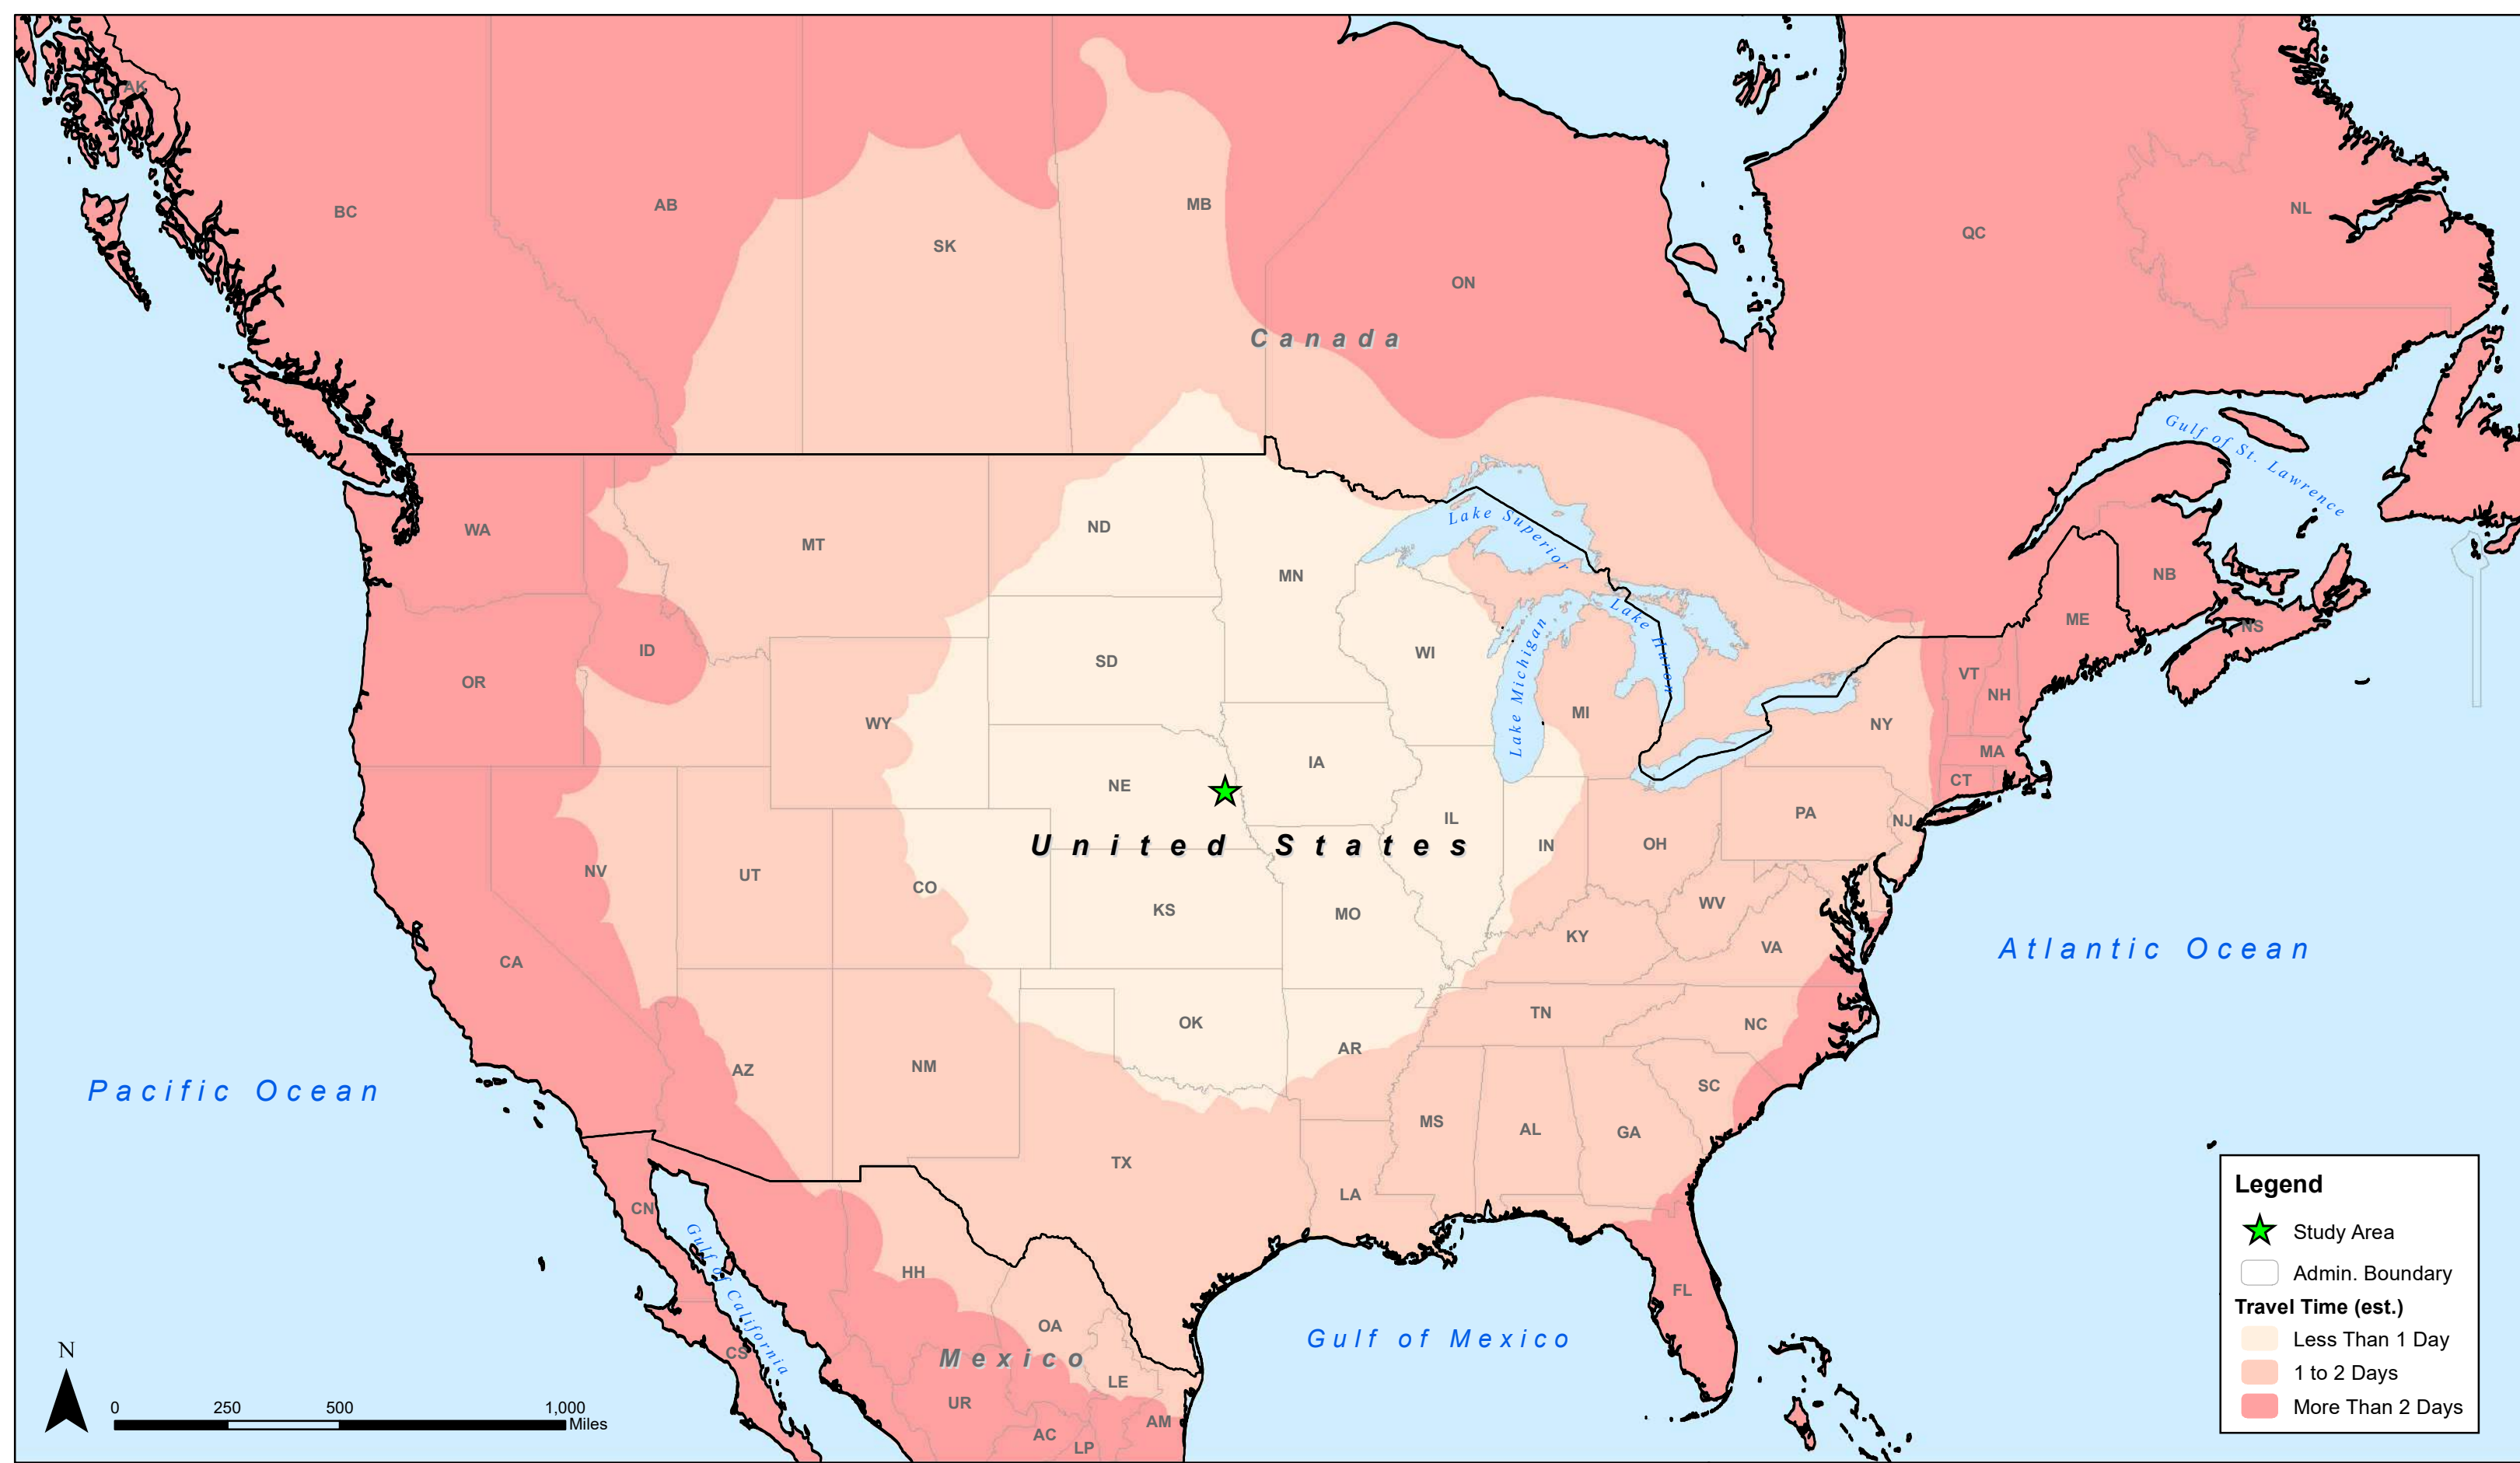 AK
BC
AB
SK
MB
ON
QC
NL
Canada
Gulf of St. Lawrence
WA
MT
ND
MN
Lake Superior
NB
ME
NS
OR
ID
SD
WI
Lake Michigan
Lake Huron
MI
NY
VT
NH
MA
CT
WY
NE
IA
IL
IN
OH
PA
NJ
United States
NV
UT
CO
KS
MO
KY
WV
VA
CA
AZ
NM
OK
AR
TN
NC
SC
MS
AL
GA
TX
LA
FL
Pacific Ocean
Atlantic Ocean
Gulf of Mexico
Gulf of California
CN
HH
OA
CS
Mexico
LE
UR
AM
AC
LP
N
0 250 500 1,000
Miles
Legend
Study Area
Admin. Boundary
Travel Time (est.)
Less Than 1 Day
1 to 2 Days
More Than 2 Days